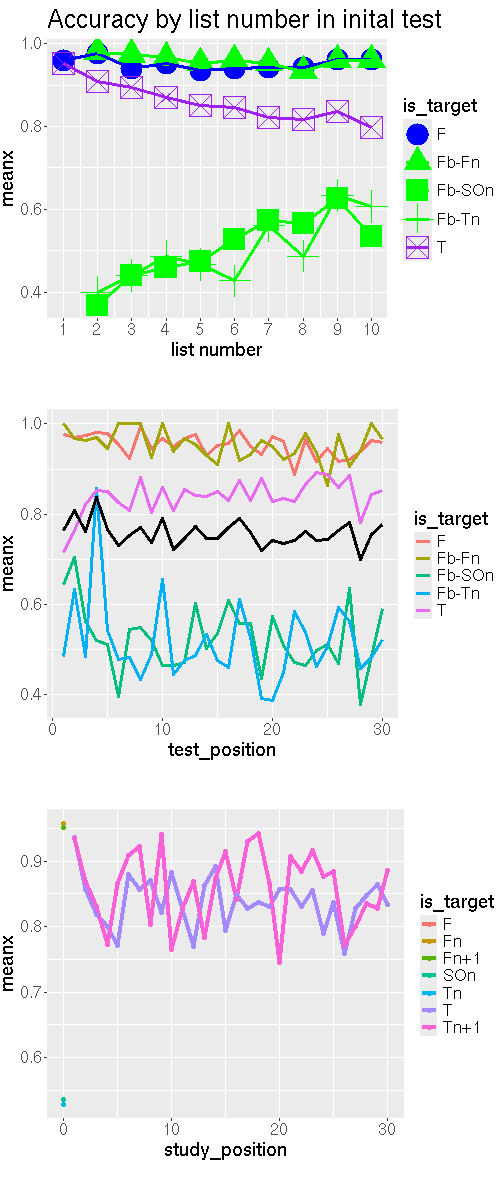 Accuracy by list number in inital test
1.0
0.8
0.6
0.4
meanx
1 2 3 4 5 6 7 8 9 10
list number
is_target
F
Fb-Fn
Fb-SOn
Fb-Tn
T
1.0
0.8
0.6
0.4
meanx
0 10 20 30
test_position
is_target
F
Fb-Fn
Fb-SOn
Fb-Tn
T
0.9
0.8
0.7
0.6
meanx
0 10 20 30
study_position
is_target
F
Fn
Fn+1
SOn
Tn
T
Tn+1